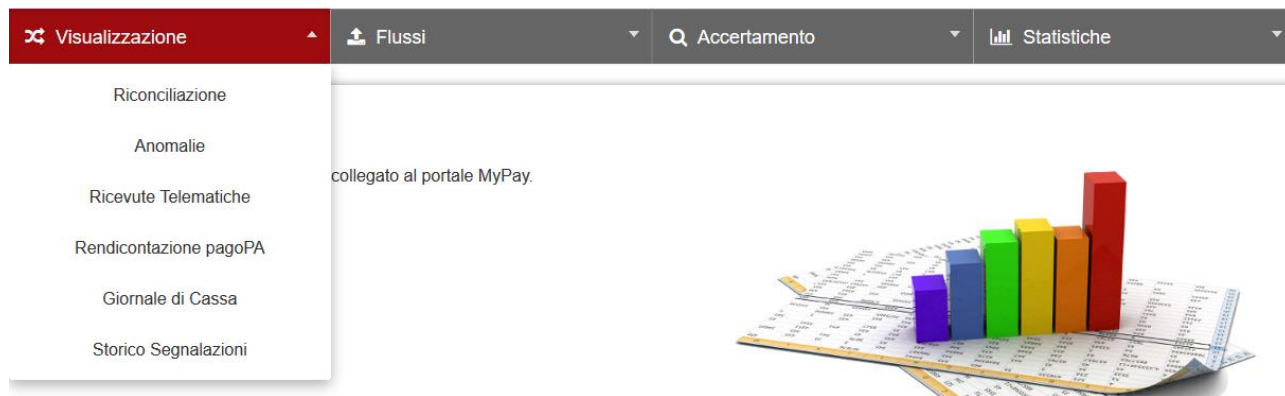 Visualizzazione
Flussi
Accertamento
Statistiche
Riconciliazione
Anomalie
Ricevute Telematiche
Rendicontazione pagoPA
Giornale di Cassa
Storico Segnalazioni
collegato al portale MyPay.